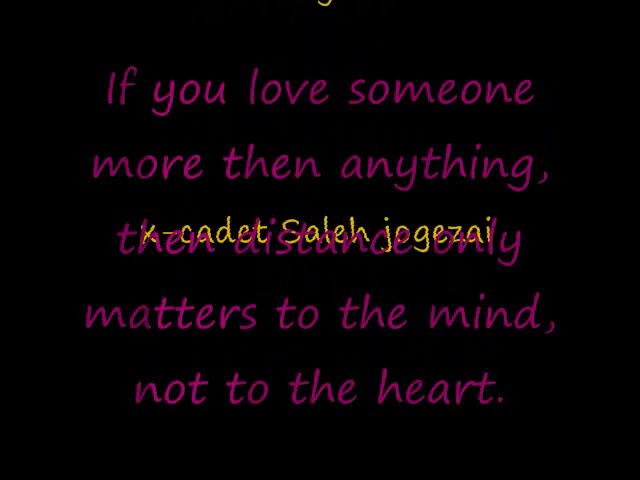 If you love someone
more then anything,
then distance only
x-cadet Saleh jogezai
matters to the mind,
not to the heart.